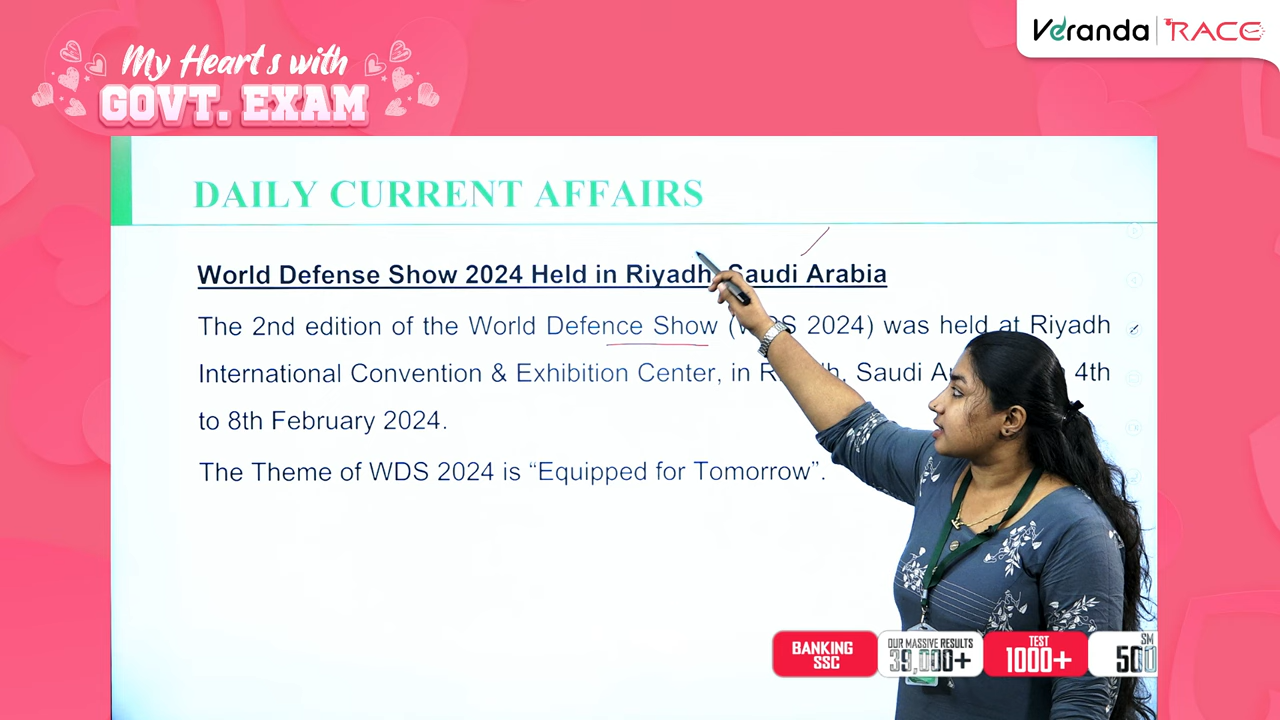 Veranda RACE
My Heart s with
GOVT. EXAM
DAILY CURRENT AFFAIRS
World Defense Show 2024 Held in Riyadh, Saudi Arabia
The 2nd edition of the World Defence Show ( S 2024) was held at Riyadh
International Convention & Exhibition Center, in Saudi 4th
to 8th February 2024.
The Theme of WDS 2024 is “Equipped for Tomorrow”.
BANKING
SSC
OUR MASSIVE RESULTS
39,000+
TEST
1000+
SM
500